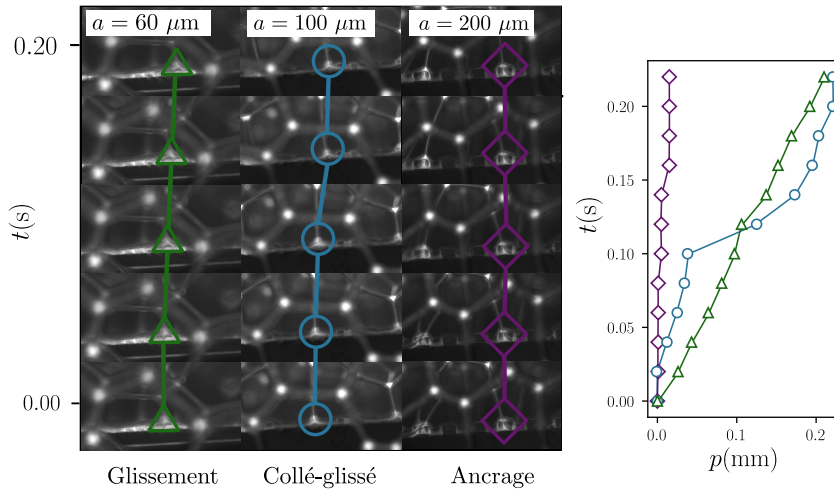 a = 60 μm
a = 100 μm
a = 200 μm
0.20
t(s)
0.00
Glissement
Collé-glissé
Ancrage
0.20
0.15
0.10
0.05
0.00
t(s)
0.0
0.1
0.2
p(mm)